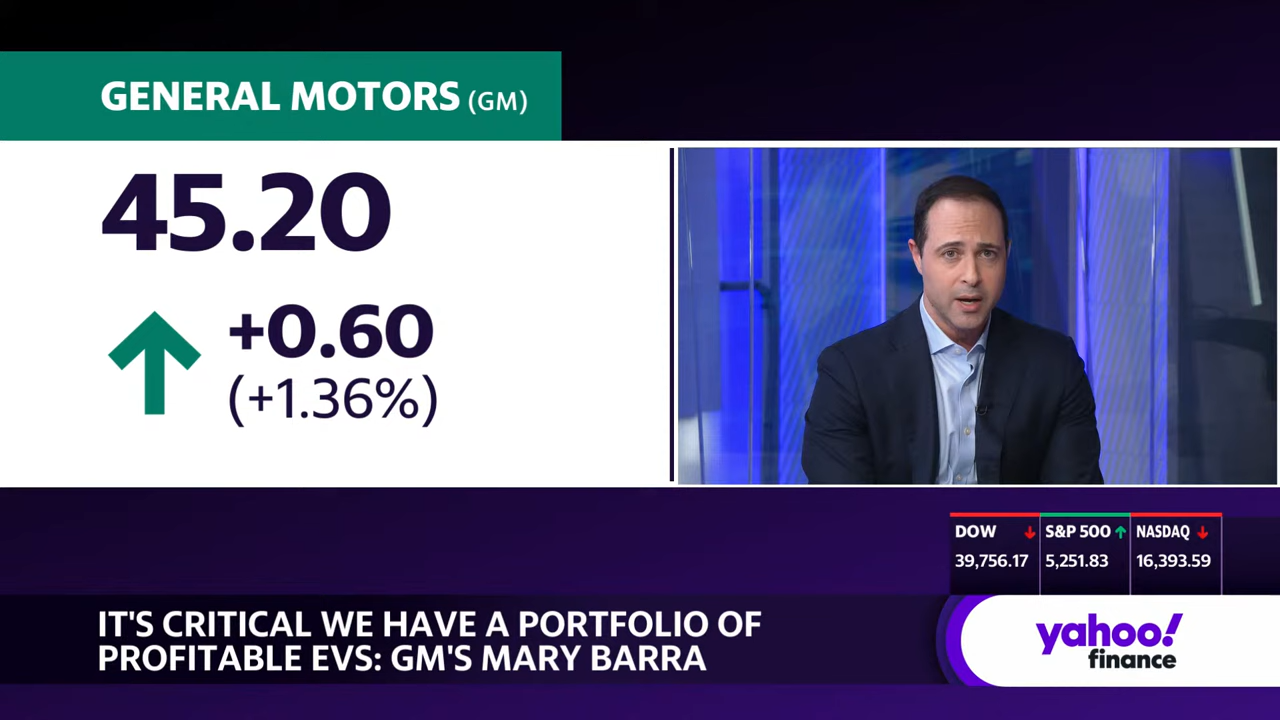 GENERAL MOTORS (GM)
45.20
+0.60
(+1.36%)
DOW
39,756.17
S&P 500
5,251.83
NASDAQ
16,393.59
IT'S CRITICAL WE HAVE A PORTFOLIO OF
PROFITABLE EVS: GM'S MARY BARRA
yahoo!
finance